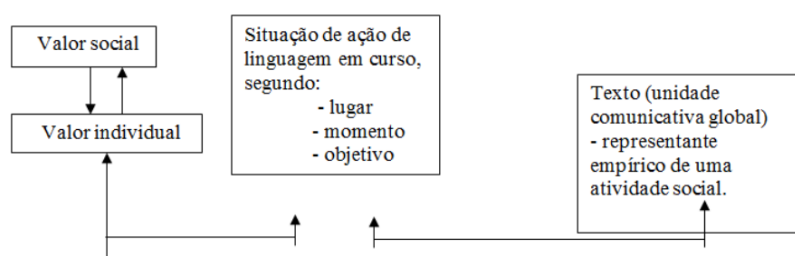 Valor social
Valor individual
Situação de ação de
linguagem em curso,
segundo:
- lugar
- momento
- objetivo
Texto (unidade
comunicativa global)
- representante
empírico de uma
atividade social.